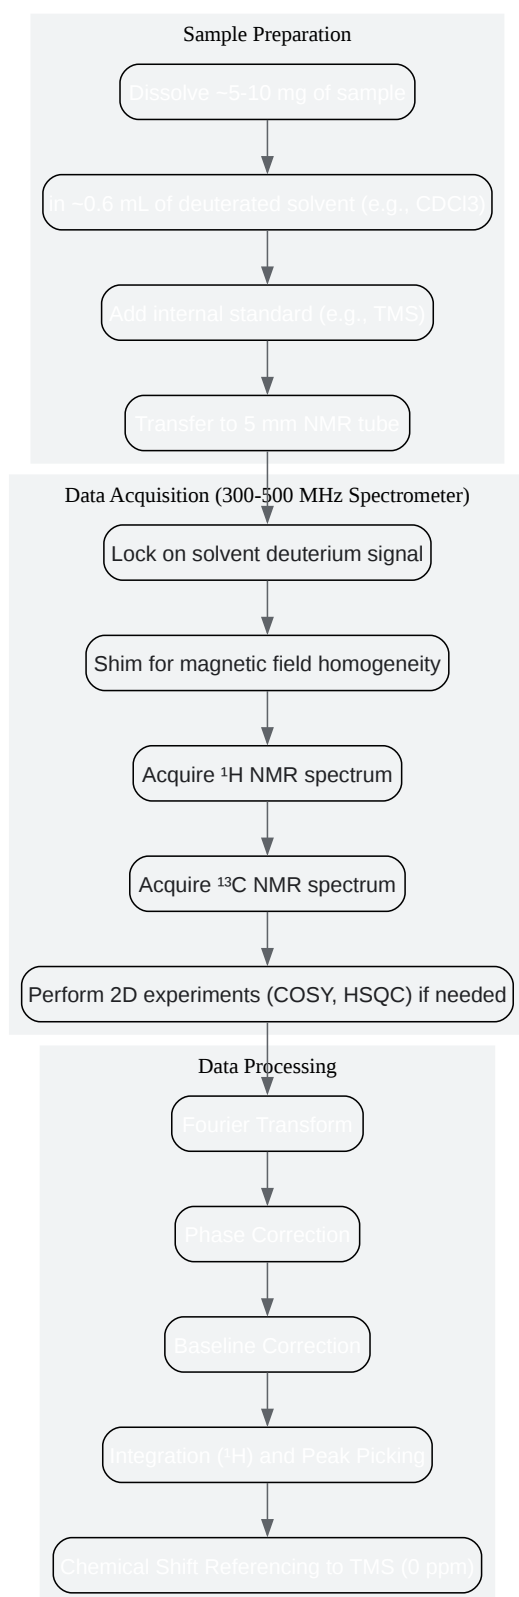 Sample Preparation
Dissolve ~5-10 mg of sample
in ~0.6 mL of deuterated solvent (e.g., CDCl3)
Add internal standard (e.g., TMS)
Transfer to 5 mm NMR tube
Data Acquisition (300-500 MHz Spectrometer)
Lock on solvent deuterium signal
Shim for magnetic field homogeneity
Acquire ¹H NMR spectrum
Acquire ¹³C NMR spectrum
Perform 2D experiments (COSY, HSQC) if needed
Data Processing
Fourier Transform
Phase Correction
Baseline Correction
Integration (¹H) and Peak Picking
Chemical Shift Referencing to TMS (0 ppm)